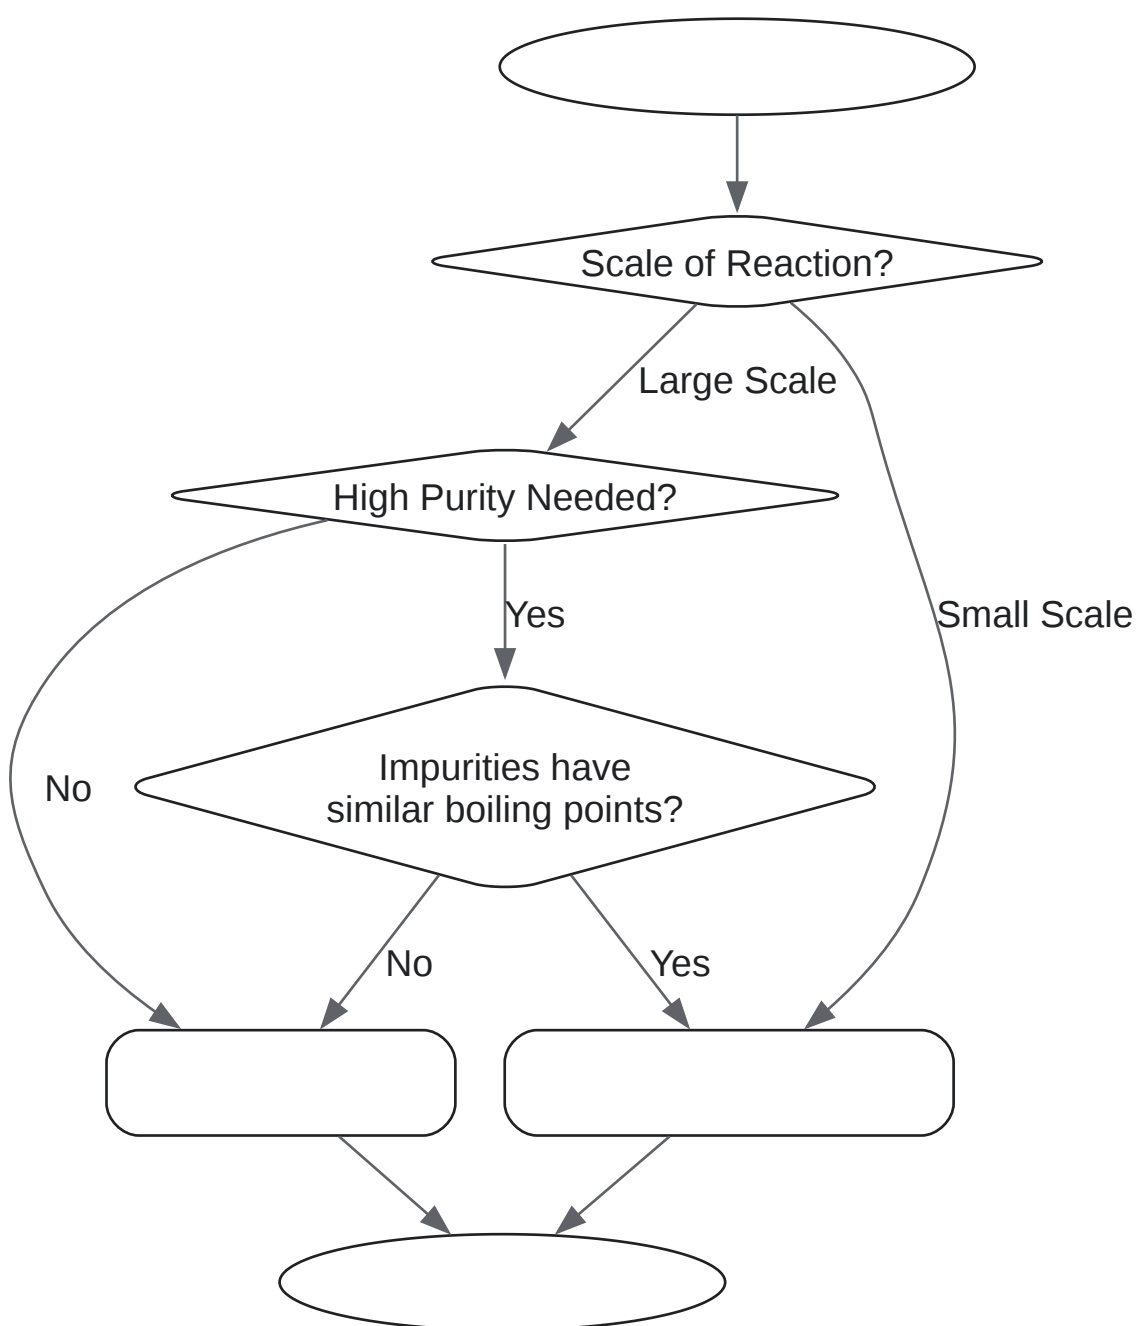 Scale of Reaction?
Large Scale
High Purity Needed?
Yes
Small Scale
Impurities have
similar boiling points?
No
No
Yes